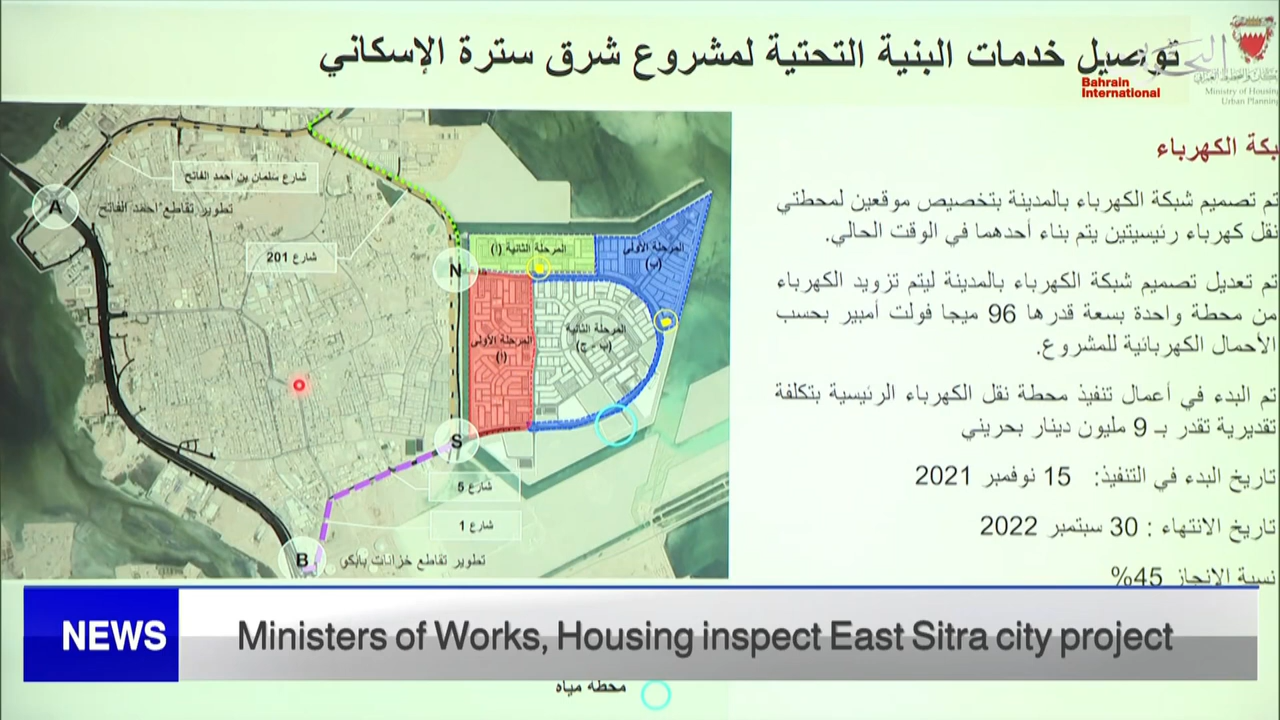 توصيل خدمات البنية التحتية لمشروع شرق سترة الإسكاني
Bahrain
International
Ministry of Housing
Urban Planning
بكة الكهرباء
تم تصميم شبكة الكهرباء بالمدينة بتخصيص موقعين لمحطتي
نقل كهرباء رئيسيتين يتم بناء أحدهما في الوقت الحالي.
تم تعديل تصميم شبكة الكهرباء بالمدينة ليتم تزويد الكهرباء
من محطة واحدة بسعة قدرها 96 ميجا فولت أمبير بحسب
الأحمال الكهربائية للمشروع.
تم البدء في أعمال تنفيذ محطة نقل الكهرباء الرئيسية بتكلفة
تقديرية تقدر بـ 9 مليون دينار بحريني
تاريخ البدء في التنفيذ: 15 نوفمبر 2021
تاريخ الانتهاء : 30 سبتمبر 2022
نسبة الإنجاز 45%
شارع سلمان بن أحمد الفاتح
A
تطوير تقاطع أحمد الفاتح
شارع 201
N
المرحلة الثانية (أ)
المرحلة الأولى
(ب)
المرحلة الثانية
(ب - ج)
المرحلة الأولى
(أ)
S
شارع 5
شارع 1
B
تطوير تقاطع خزانات بابكو
NEWS
Ministers of Works, Housing inspect East Sitra city project
محطة مياه